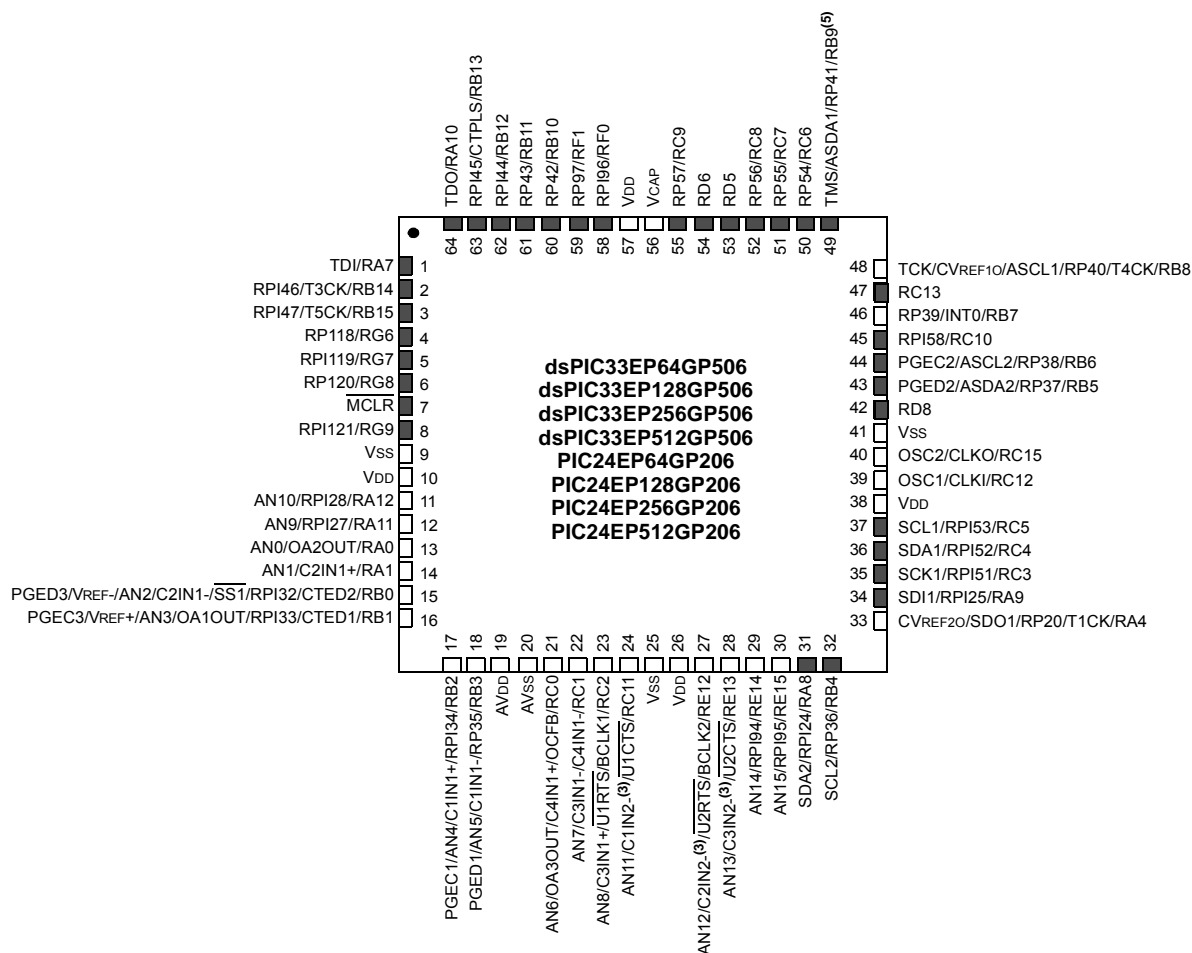 TDO/RA10
RPI45/CTPLS/RB13
RPI44/RB12
RP43/RB11
RP42/RB10
RP97/RF1
RPI96/RF0
VDD
VCAP
RP57/RC9
RD6
RD5
RP56/RC8
RP55/RC7
RP54/RC6
TMS/ASDA1/RP41/RB9(5)
64 63 62 61 60 59 58 57 56 55 54 53 52 51 50 49
TDI/RA7 1
RPI46/T3CK/RB14 2
RPI47/T5CK/RB15 3
RP118/RG6 4
RPI119/RG7 5
RP120/RG8 6
MCLR 7
RPI121/RG9 8
VSS 9
VDD 10
AN10/RPI28/RA12 11
AN9/RPI27/RA11 12
AN0/OA2OUT/RA0 13
AN1/C2IN1+/RA1 14
PGED3/VREF-/AN2/C2IN1-/SS1/RPI32/CTED2/RB0 15
PGEC3/VREF+/AN3/OA1OUT/RPI33/CTED1/RB1 16
dsPIC33EP64GP506
dsPIC33EP128GP506
dsPIC33EP256GP506
dsPIC33EP512GP506
PIC24EP64GP206
PIC24EP128GP206
PIC24EP256GP206
PIC24EP512GP206
48 TCK/CVREF1O/ASCL1/RP40/T4CK/RB8
47 RC13
46 RP39/INT0/RB7
45 RPI58/RC10
44 PGEC2/ASCL2/RP38/RB6
43 PGED2/ASDA2/RP37/RB5
42 RD8
41 VSS
40 OSC2/CLKO/RC15
39 OSC1/CLKI/RC12
38 VDD
37 SCL1/RPI53/RC5
36 SDA1/RPI52/RC4
35 SCK1/RPI51/RC3
34 SDI1/RPI25/RA9
33 CVREF2O/SDO1/RP20/T1CK/RA4
17 18 19 20 21 22 23 24 25 26 27 28 29 30 31 32
PGEC1/AN4/C1IN1+/RPI34/RB2
PGED1/AN5/C1IN1-/RP35/RB3
AVDD
AVSS
AN6/OA3OUT/C4IN1+/OCFB/RC0
AN7/C3IN1-/C4IN1-/RC1
AN8/C3IN1+/U1RTS/BCLK1/RC2
AN11/C1IN2-(3)/U1CTS/RC11
VSS
VDD
AN12/C2IN2-(3)/U2RTS/BCLK2/RE12
AN13/C3IN2-(3)/U2CTS/RE13
AN14/RPI94/RE14
AN15/RPI95/RE15
SDA2/RPI24/RA8
SCL2/RP36/RB4